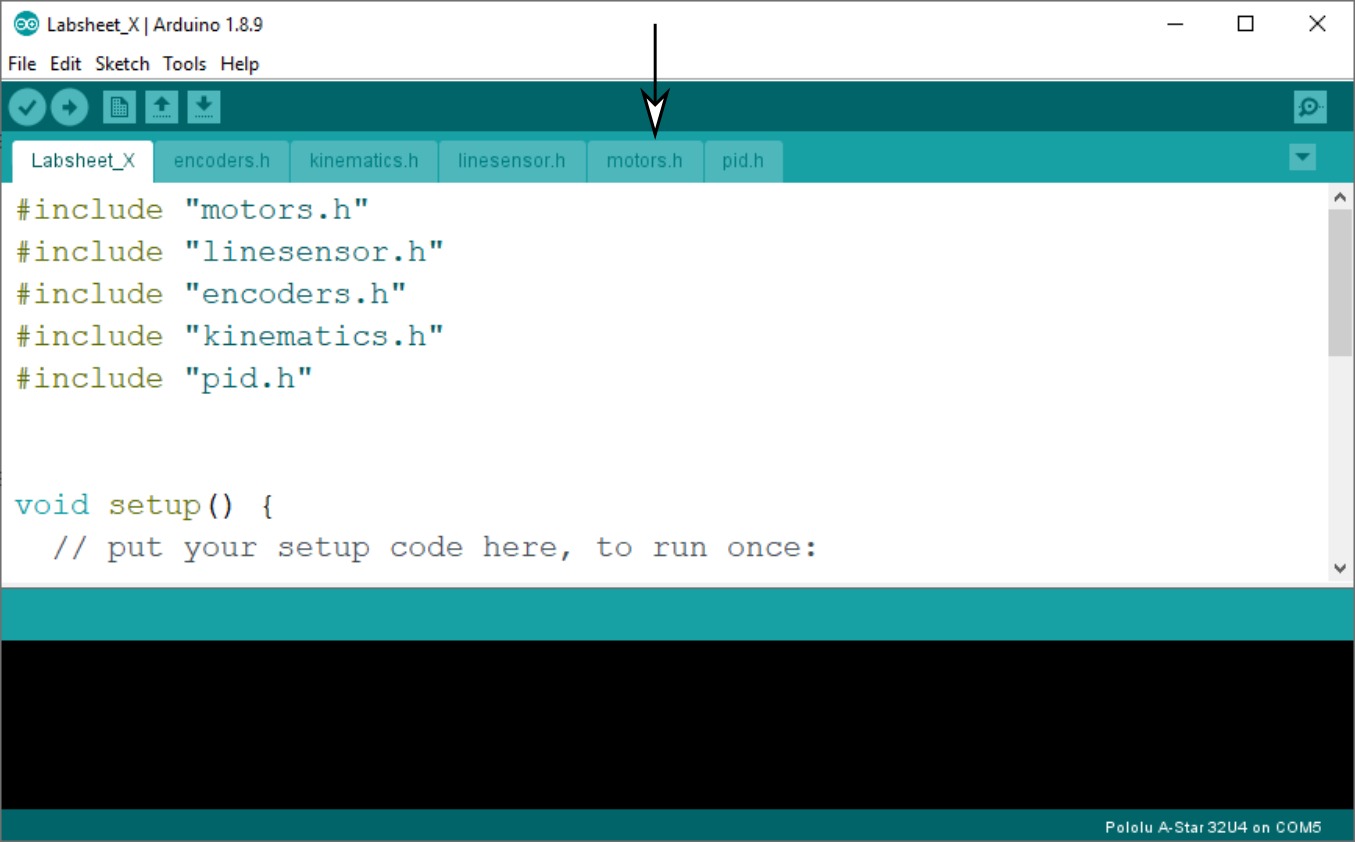 Labsheet_X | Arduino 1.8.9
File Edit Sketch Tools Help
Labsheet_X encoders.h kinematics.h linesensor.h motors.h pid.h
#include "motors.h"
#include "linesensor.h"
#include "encoders.h"
#include "kinematics.h"
#include "pid.h"
void setup() {
// put your setup code here, to run once:
Pololu A-Star 32U4 on COM5